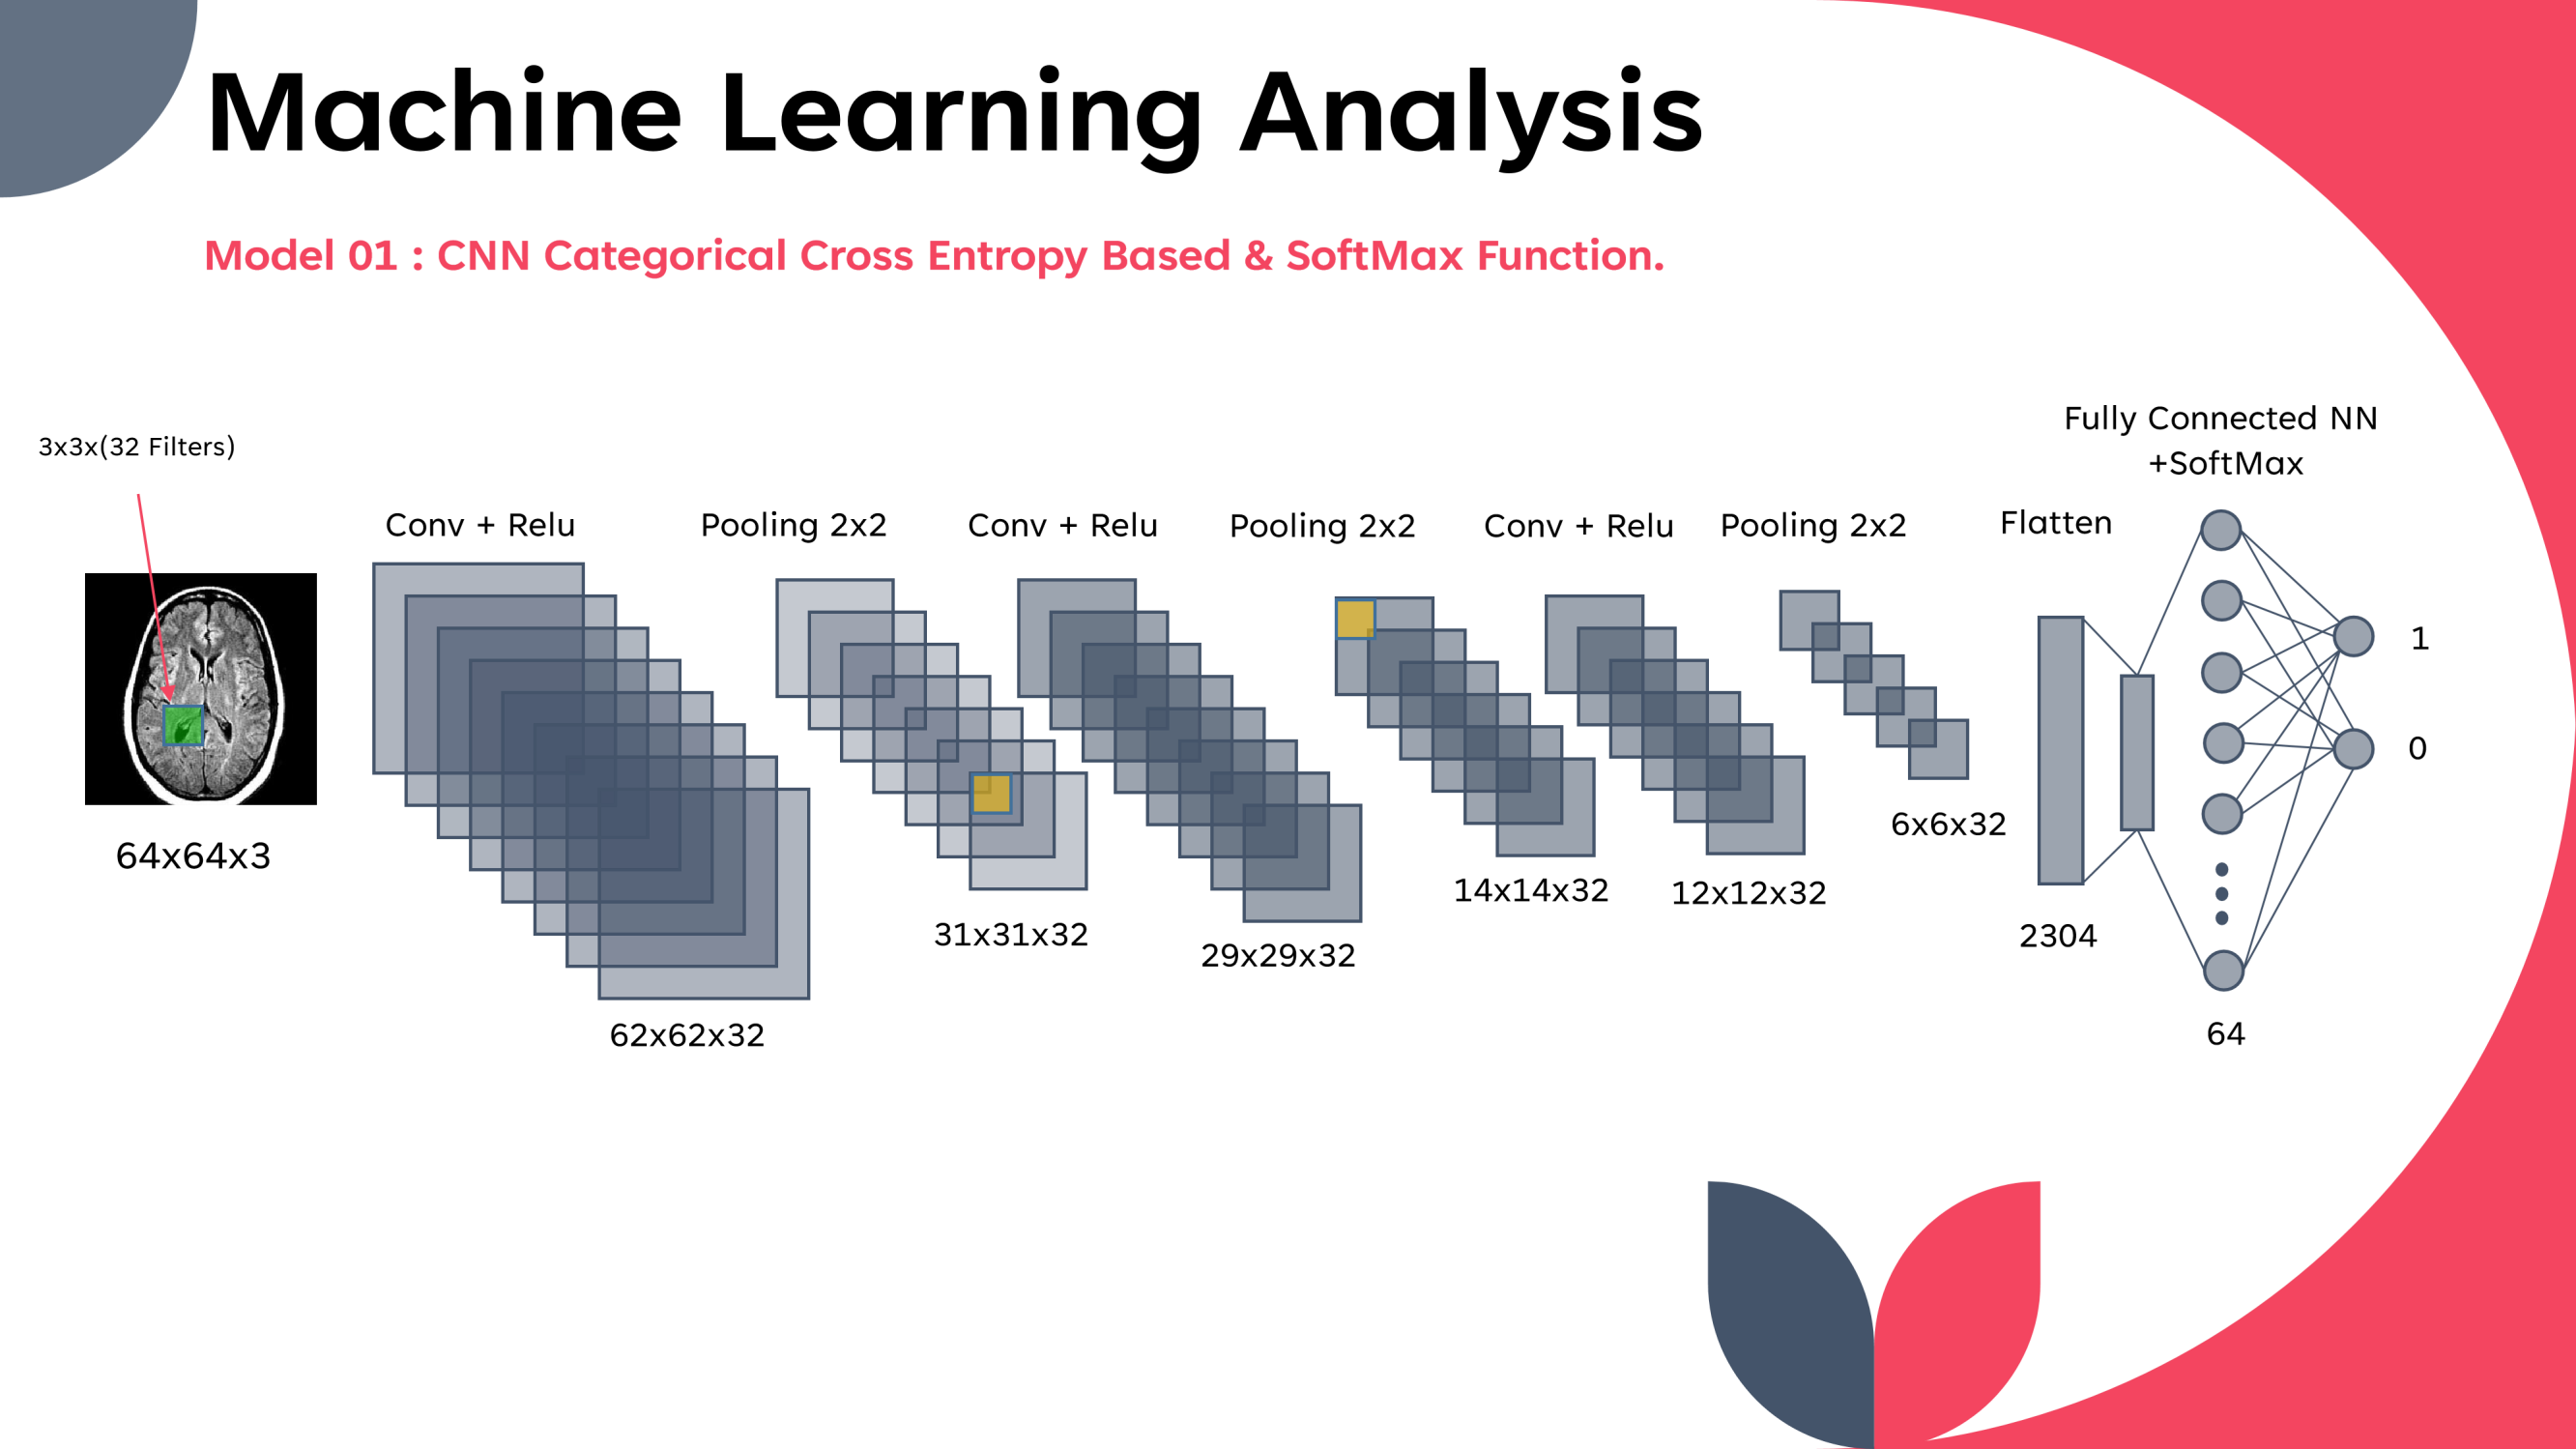 Machine Learning Analysis
Model 01 : CNN Categorical Cross Entropy Based & SoftMax Function.
Fully Connected NN
+SoftMax
3x3x(32 Filters)
Conv + Relu
Pooling 2x2
Conv + Relu
Pooling 2x2
Conv + Relu
Pooling 2x2
Flatten
1
0
64x64x3
62x62x32
31x31x32
29x29x32
14x14x32
12x12x32
6x6x32
2304
64